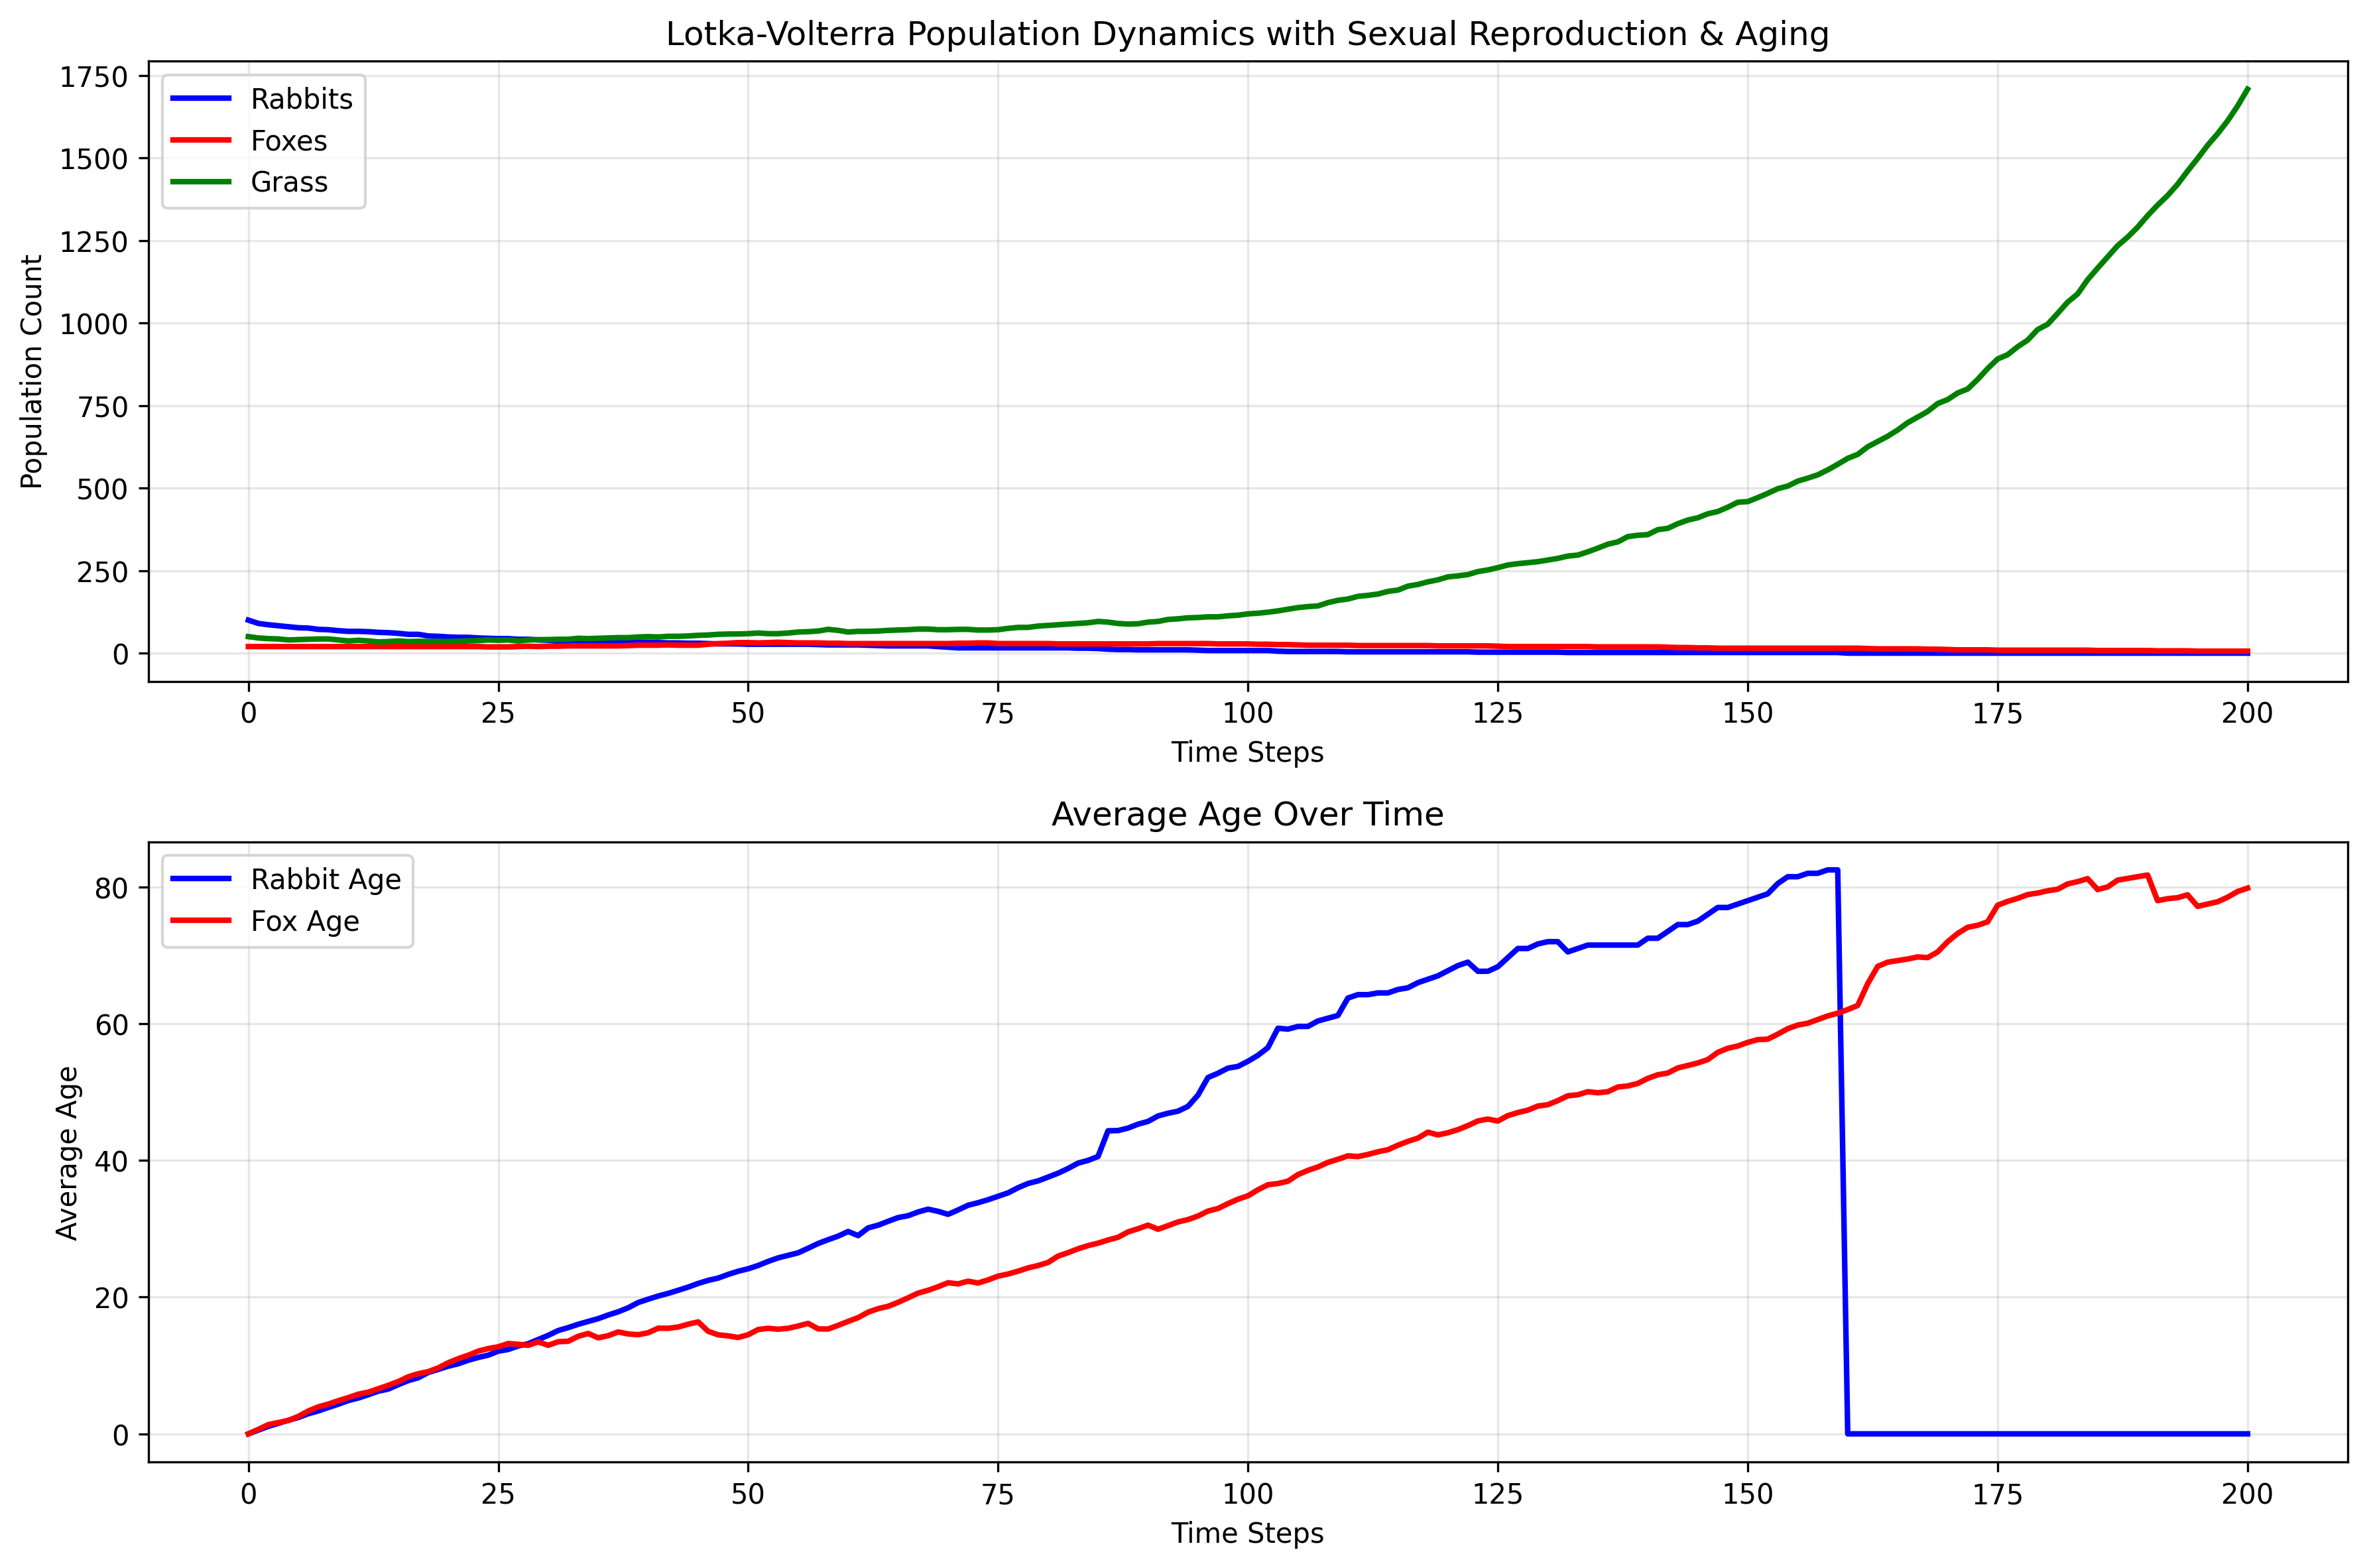 Lotka-Volterra Population Dynamics with Sexual Reproduction & Aging
1750
1500
1250
1000
750
500
250
0
Population Count
Rabbits
Foxes
Grass
0 25 50 75 100 125 150 175 200
Time Steps
Average Age Over Time
80
60
40
20
0
Average Age
Rabbit Age
Fox Age
0 25 50 75 100 125 150 175 200
Time Steps